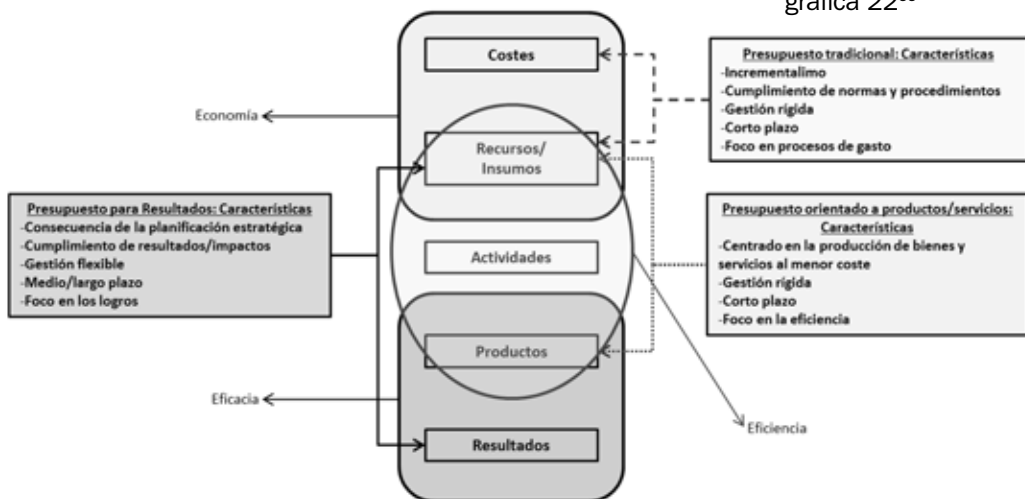 gráfica 22
Costes
Economía
Recursos/
Insumos
Actividades
Productos
Eficacia
Resultados
Eficiencia
Presupuesto tradicional: Características
-Incrementalimo
-Cumplimiento de normas y procedimientos
-Gestión rígida
-Corto plazo
-Foco en procesos de gasto
Presupuesto para Resultados: Características
-Consecuencia de la planificación estratégica
-Cumplimiento de resultados/impactos
-Gestión flexible
-Medio/largo plazo
-Foco en los logros
Presupuesto orientado a productos/servicios:
Características
-Centrado en la producción de bienes y
servicios al menor coste
-Gestión rígida
-Corto plazo
-Foco en la eficiencia